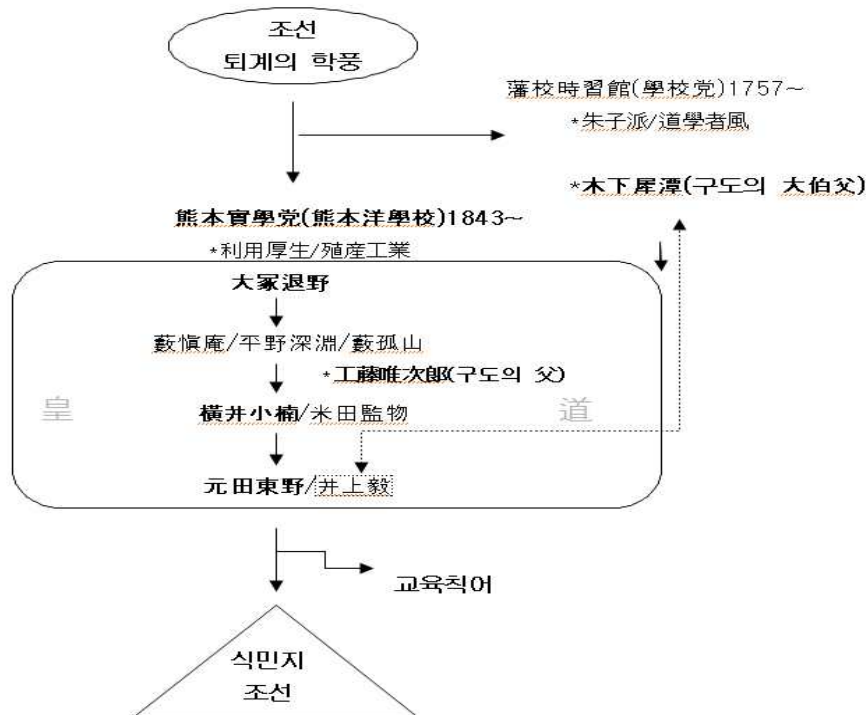 조선
퇴계의 학풍
藩校時習館(學校党)1757~
*朱子派/道學者風
*木下犀潭(구도의 大伯父)
熊本實學党(熊本洋學校)1843~
*利用厚生/殖産工業
大冢退野
藪愼庵/平野深淵/藪孤山
*工藤唯次郎(구도의 父)
皇 道
橫井小楠/米田監物
元田東野/井上毅
교육칙어
식민지
조선